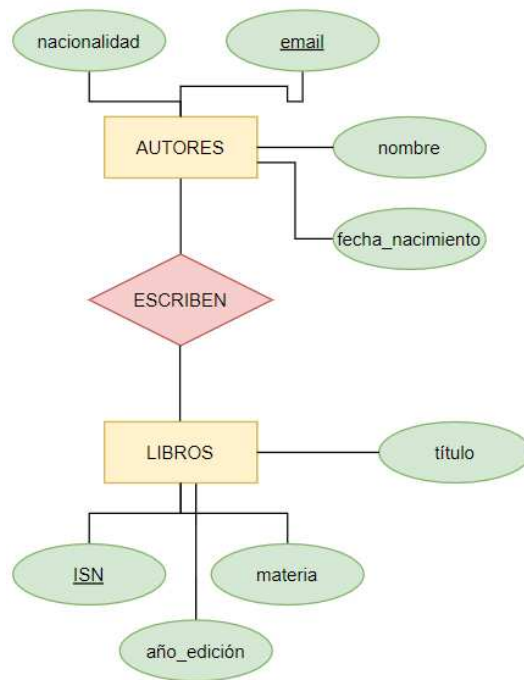 nacionalidad
email
AUTORES
nombre
fecha_nacimiento
ESCRIBEN
LIBROS
título
ISN
materia
año_edición